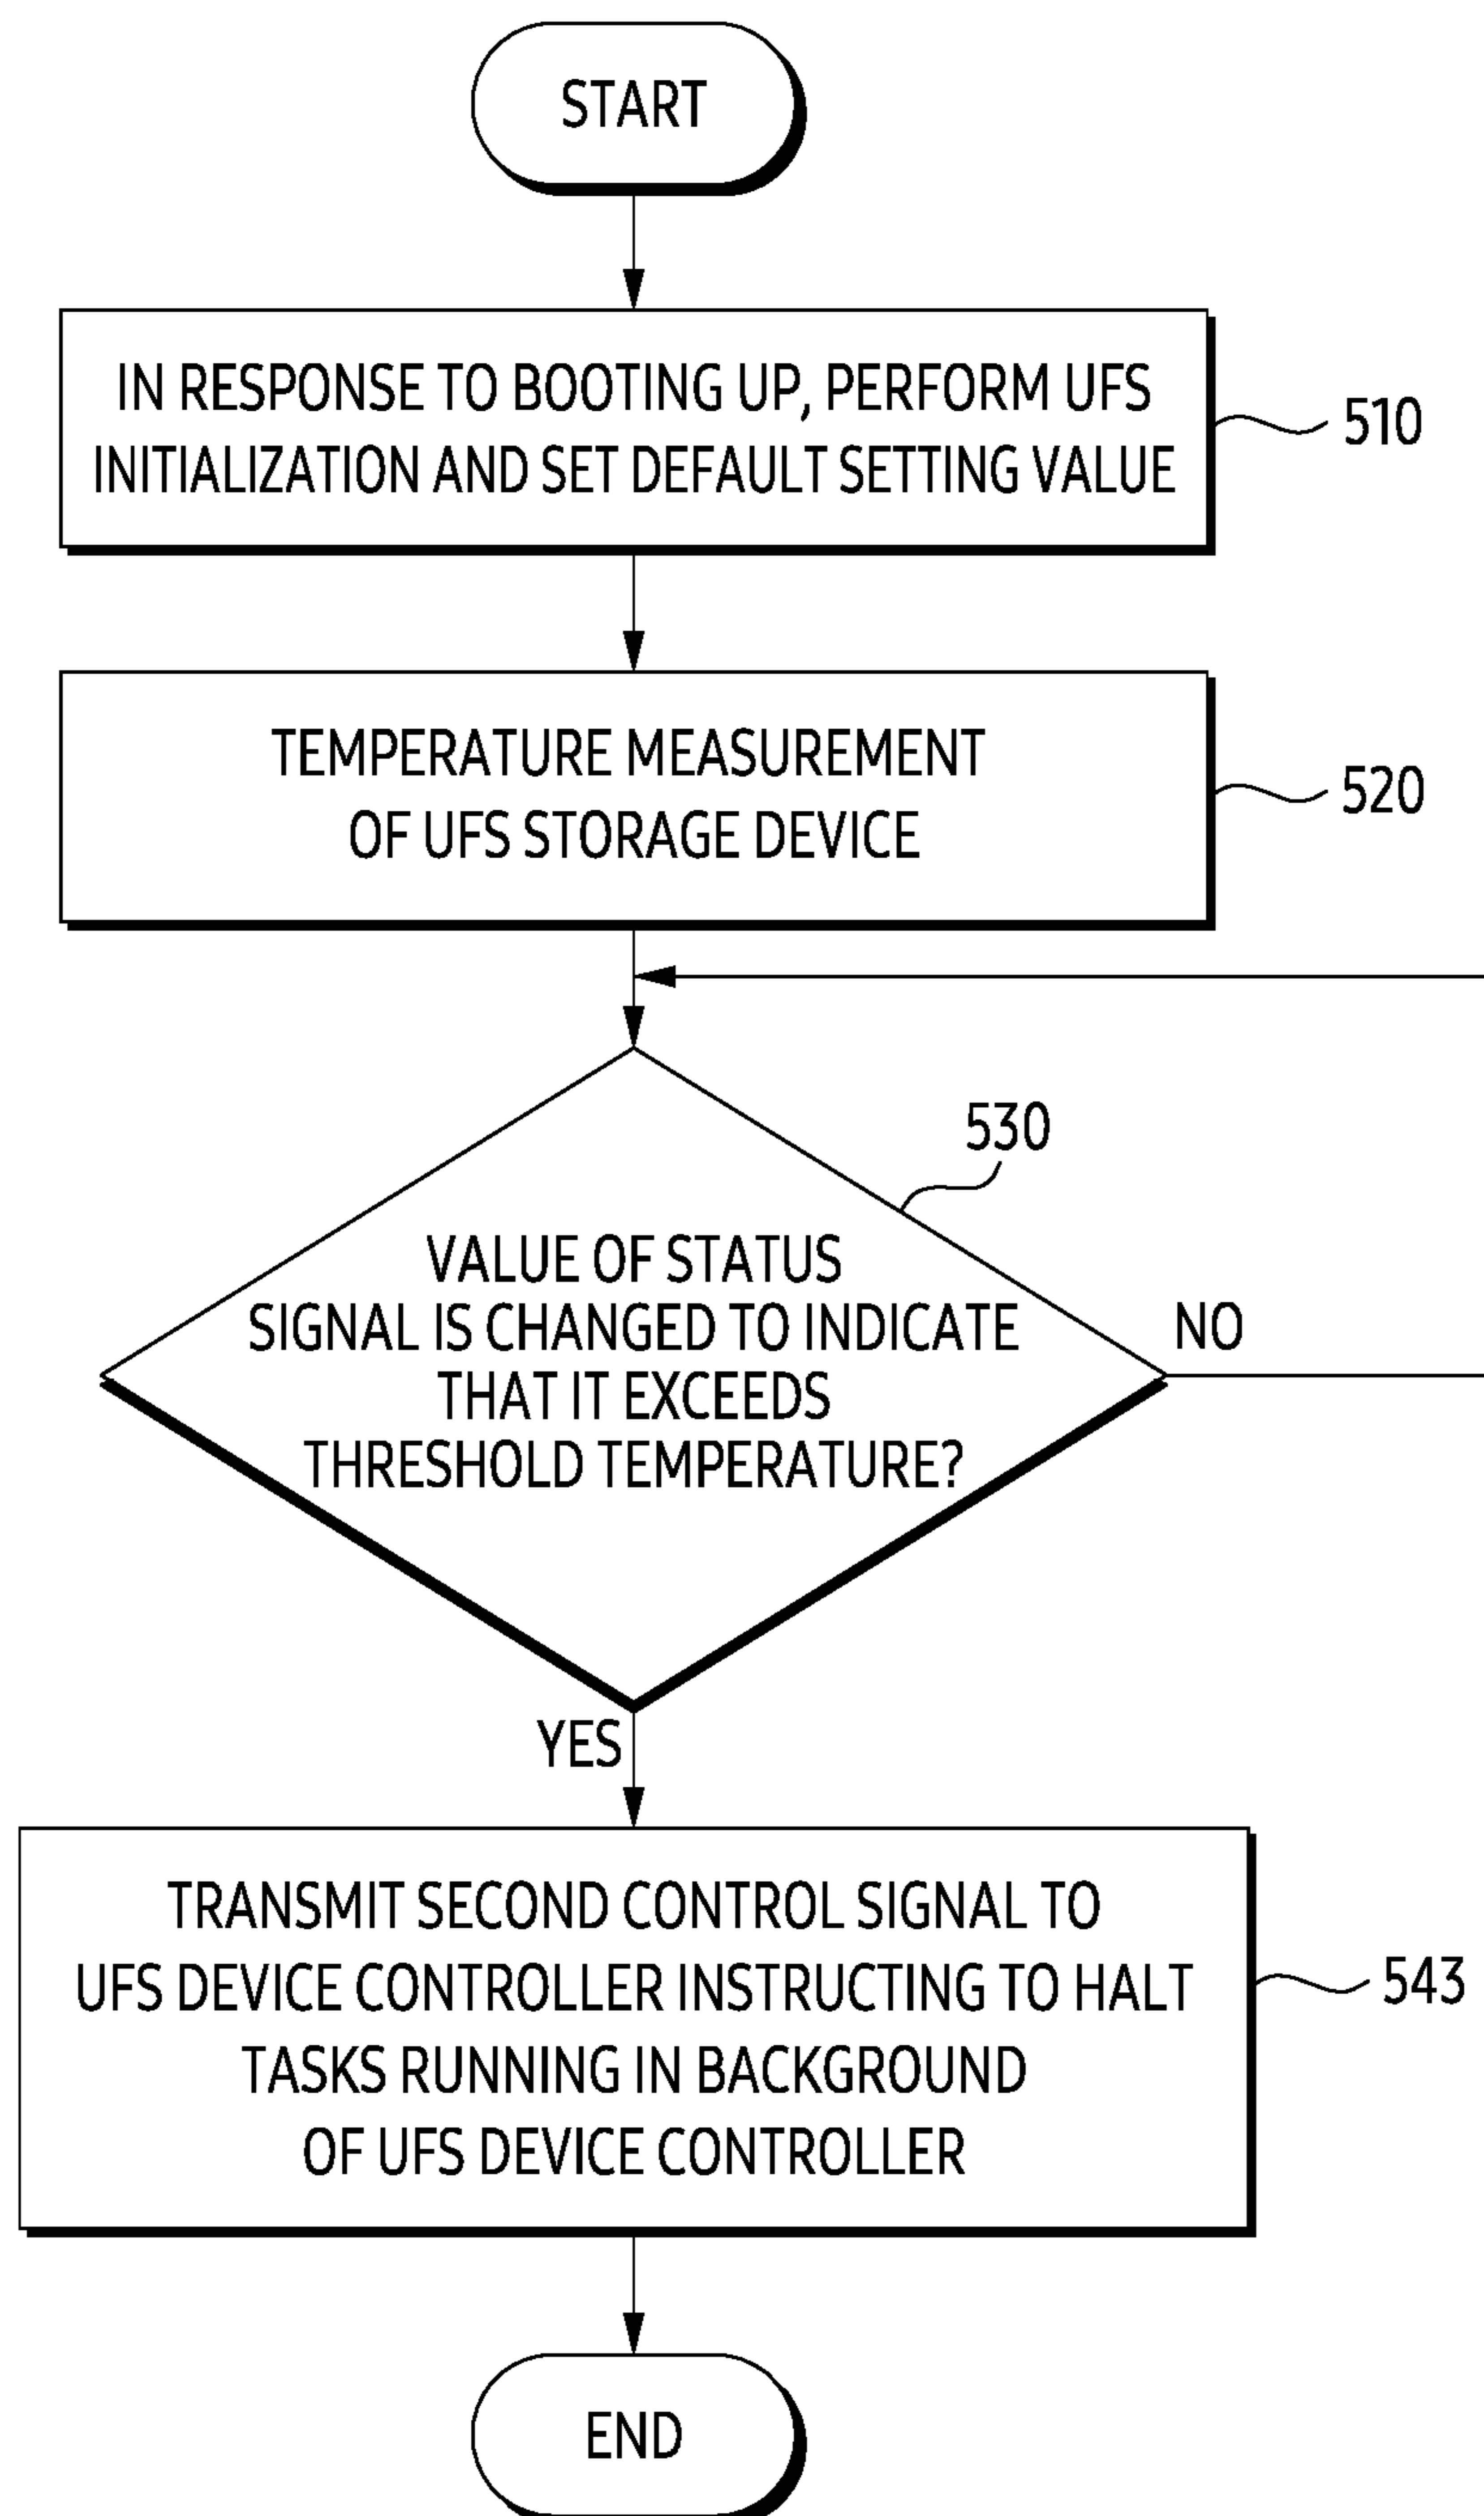 START
IN RESPONSE TO BOOTING UP, PERFORM UFS
INITIALIZATION AND SET DEFAULT SETTING VALUE
510
TEMPERATURE MEASUREMENT
OF UFS STORAGE DEVICE
520
530
VALUE OF STATUS
SIGNAL IS CHANGED TO INDICATE
THAT IT EXCEEDS
THRESHOLD TEMPERATURE?
NO
YES
TRANSMIT SECOND CONTROL SIGNAL TO
UFS DEVICE CONTROLLER INSTRUCTING TO HALT
TASKS RUNNING IN BACKGROUND
OF UFS DEVICE CONTROLLER
543
END